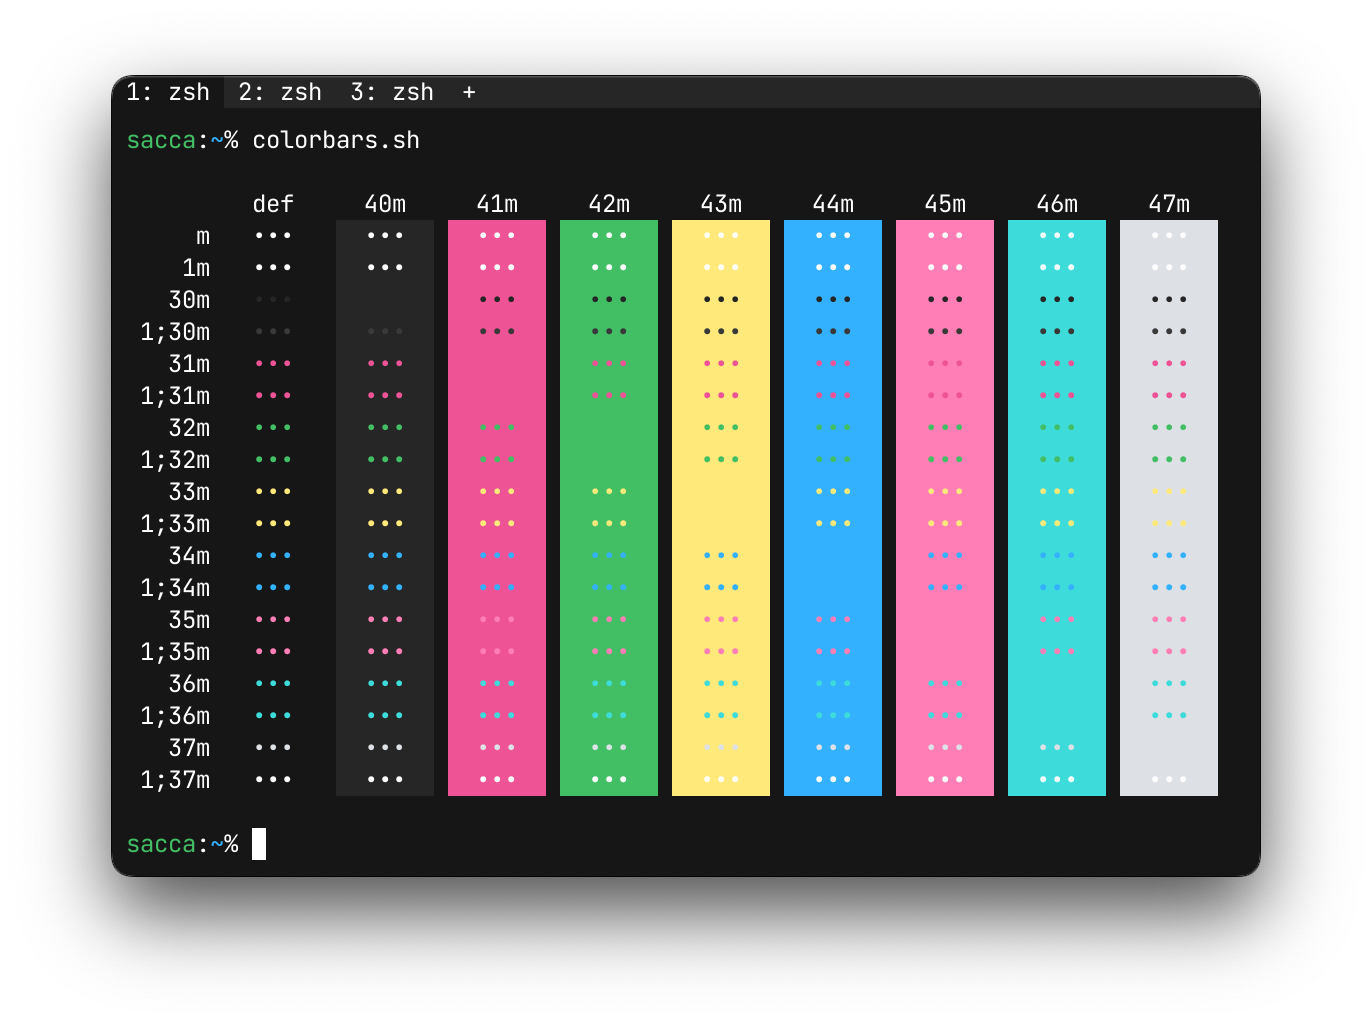 1: zsh 2: zsh 3: zsh +
sacca:~% colorbars.sh
def 40m 41m 42m 43m 44m 45m 46m 47m
m ••• ••• ••• ••• ••• ••• ••• ••• •••
1m ••• ••• ••• ••• ••• ••• ••• ••• •••
30m ••• ••• ••• ••• ••• ••• ••• •••
1;30m ••• ••• ••• ••• ••• ••• ••• ••• •••
31m ••• ••• ••• ••• ••• ••• ••• •••
1;31m ••• ••• ••• ••• ••• ••• ••• •••
32m ••• ••• ••• ••• ••• ••• ••• •••
1;32m ••• ••• ••• ••• ••• ••• ••• •••
33m ••• ••• ••• ••• ••• ••• ••• •••
1;33m ••• ••• ••• ••• ••• ••• ••• •••
34m ••• ••• ••• ••• ••• ••• ••• •••
1;34m ••• ••• ••• ••• ••• ••• ••• •••
35m ••• ••• ••• ••• ••• ••• ••• •••
1;35m ••• ••• ••• ••• ••• ••• ••• •••
36m ••• ••• ••• ••• ••• ••• ••• •••
1;36m ••• ••• ••• ••• ••• ••• ••• •••
37m ••• ••• ••• ••• ••• ••• ••• •••
1;37m ••• ••• ••• ••• ••• ••• ••• ••• •••
sacca:~%